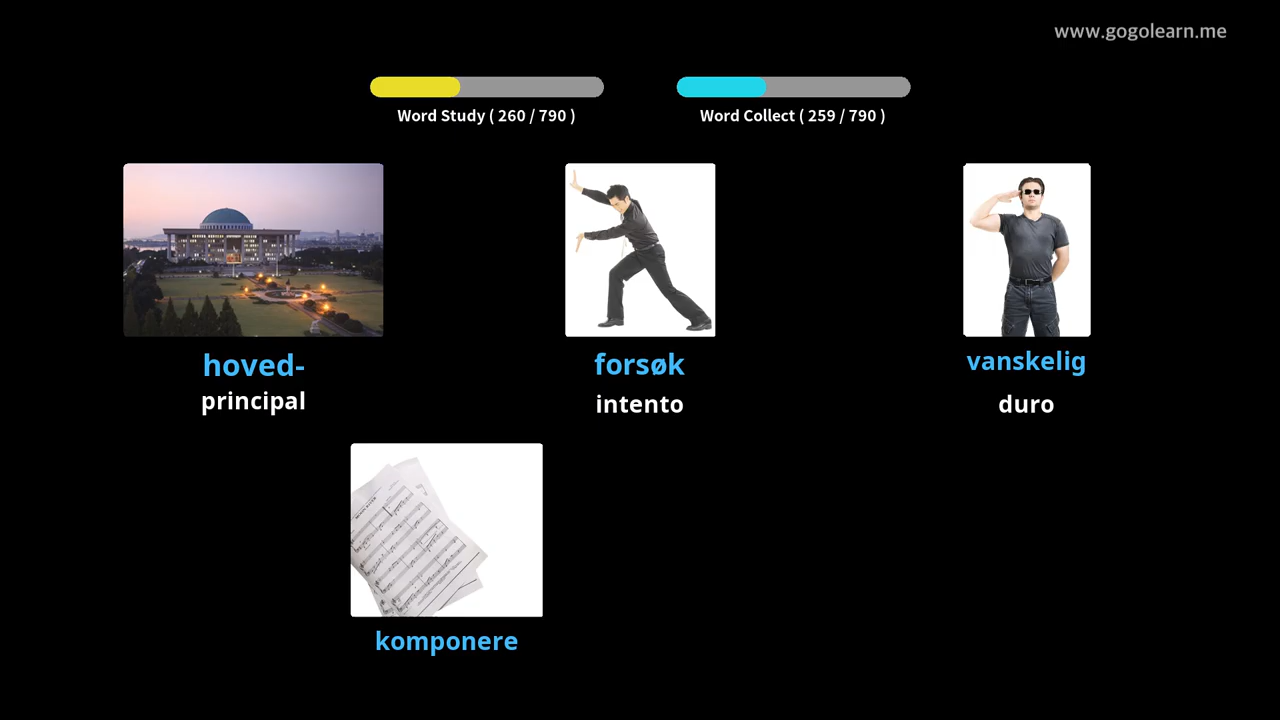 www.gogolearn.me
Word Study ( 260 / 790 )
Word Collect ( 259 / 790 )
hoved-
principal
forsøk
intento
vanskelig
duro
komponere